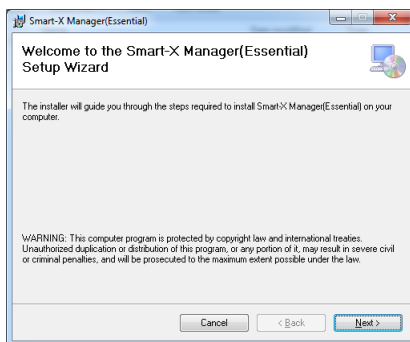 Smart-X Manager(Essential)
Welcome to the Smart-X Manager(Essential)
Setup Wizard
The installer will guide you through the steps required to install Smart-X Manager(Essential) on your
computer.
WARNING: This computer program is protected by copyright law and international treaties.
Unauthorized duplication or distribution of this program, or any portion of it, may result in severe civil
or criminal penalties, and will be prosecuted to the maximum extent possible under the law.
Cancel
< Back
Next >